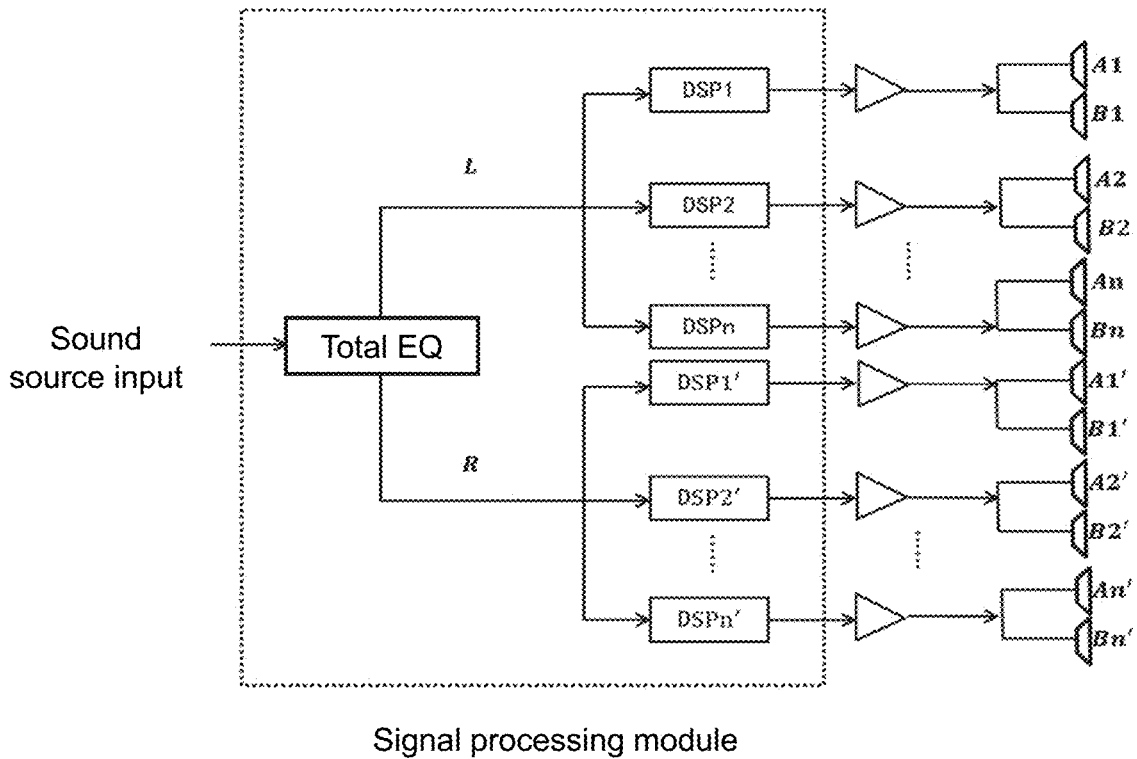 DSP1
A1
B1
L
DSP2
A2
B2
An
Sound
source input
Total EQ
DSPn
Bn
DSP1′
A1′
B1′
R
DSP2′
A2′
B2′
DSPn′
An′
Bn′
Signal processing module